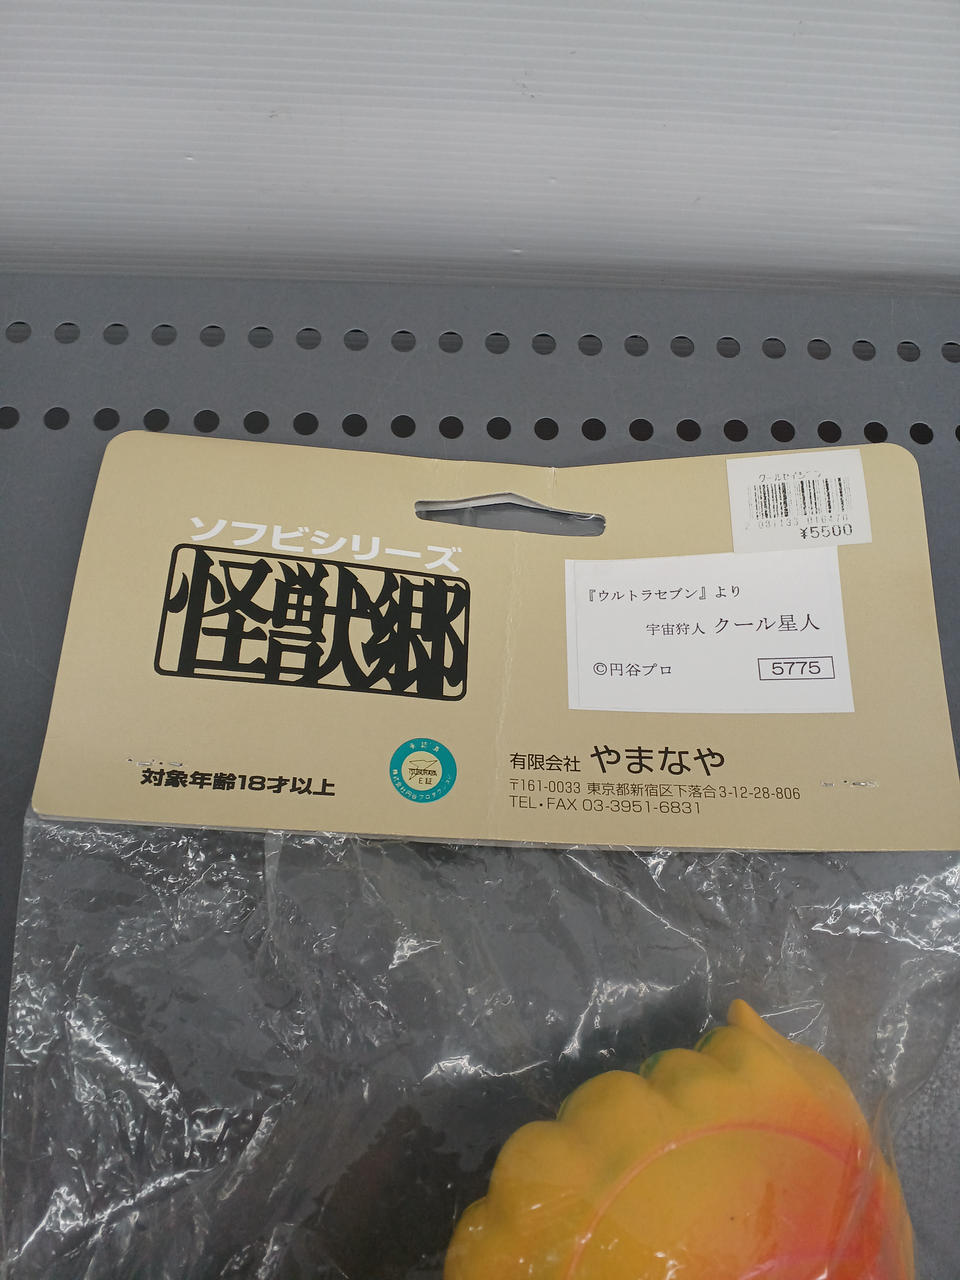 クールセイジン
¥5500
ソフビシリーズ
怪獣郷
『ウルトラセブン』より
宇宙狩人 クール星人
©円谷プロ
5775
対象年齢18才以上
有限会社 やまなや
〒161-0033 東京都新宿区下落合3-12-28-806
TEL・FAX 03-3951-6831